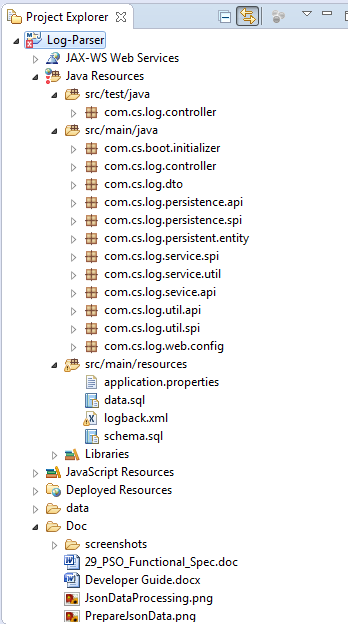 Project Explorer
Log-Parser
JAX-WS Web Services
Java Resources
src/test/java
com.cs.log.controller
src/main/java
com.cs.boot.initializer
com.cs.log.controller
com.cs.log.dto
com.cs.log.persistence.api
com.cs.log.persistence.spi
com.cs.log.persistent.entity
com.cs.log.service.spi
com.cs.log.service.util
com.cs.log.sevice.api
com.cs.log.util.api
com.cs.log.util.spi
com.cs.log.web.config
src/main/resources
application.properties
data.sql
logback.xml
schema.sql
Libraries
JavaScript Resources
Deployed Resources
data
Doc
screenshots
29_PSO_Functional_Spec.doc
Developer Guide.docx
JsonDataProcessing.png
PrepareJsonData.png